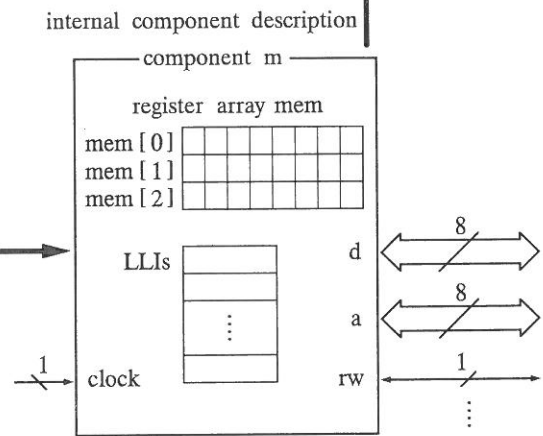 internal component description
component m
register array mem
mem [ 0 ]
mem [ 1 ]
mem [ 2 ]
8
LLIs
d
8
a
1
1
clock
rw